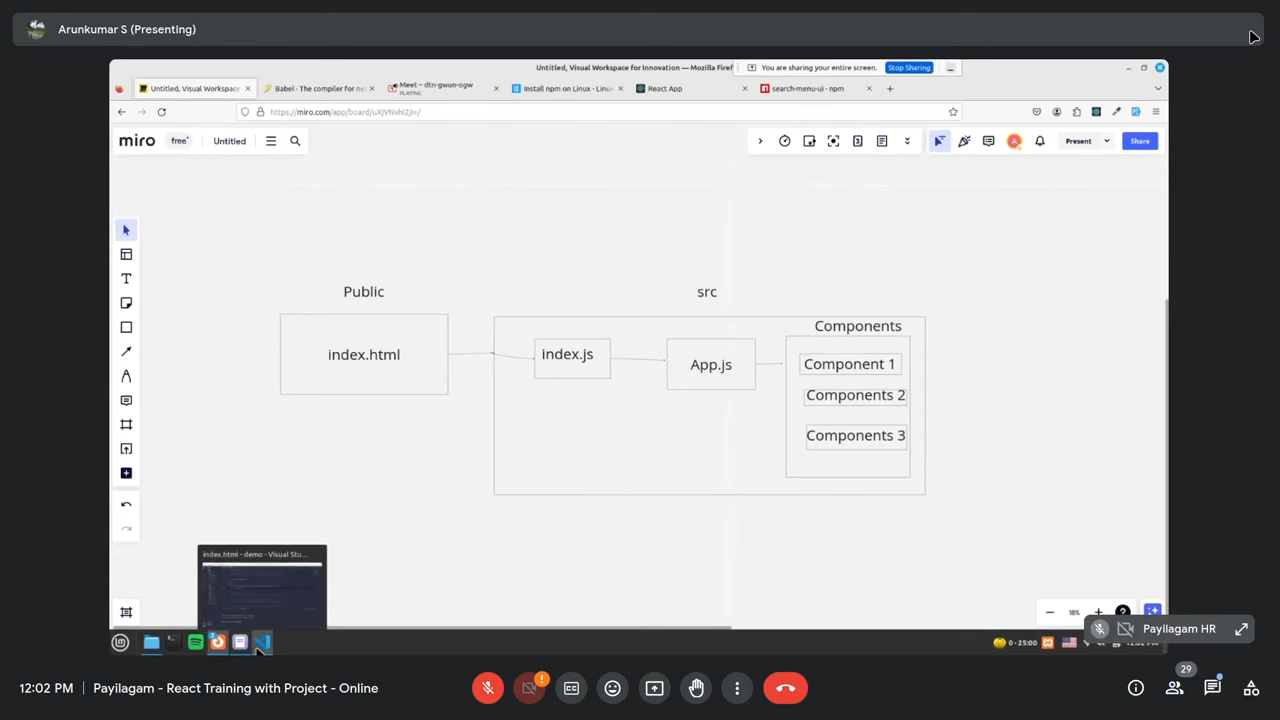 Arunkumar S (Presenting)
Untitled, Visual Workspace for Innovation — Mozilla Firef
You are sharing your entire screen.
Stop Sharing
Untitled, Visual Workspace
Babel - The compiler for ne
Meet – dtn-gwun-ogw
PLAYING
Install npm on Linux - Linux
React App
search-menu-ui - npm
miro
free
Untitled
Present
Share
Public
src
index.html
index.js
App.js
Components
Component 1
Components 2
Components 3
index.html - demo - Visual Stu...
18%
0 - 25:00
Payilagam HR
12:02 PM
Payilagam - React Training with Project - Online
29